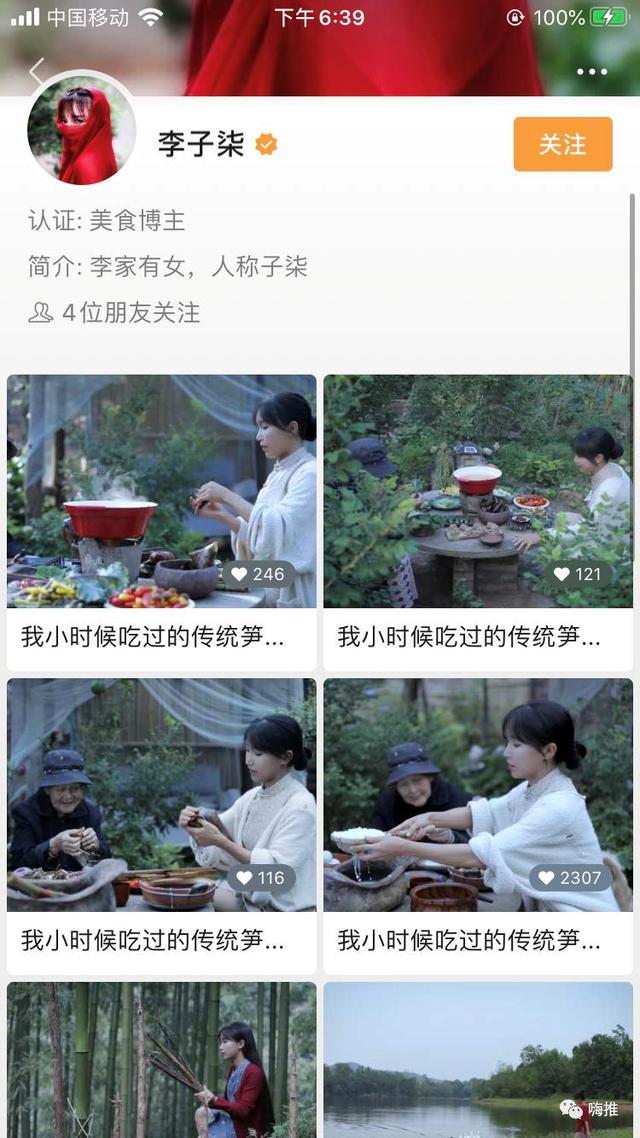 中国移动 下午6:39 100%
李子柒 关注
认证: 美食博主
简介: 李家有女，人称子柒
4位朋友关注
246
121
我小时候吃过的传统笋...
我小时候吃过的传统笋...
116
2307
我小时候吃过的传统笋...
我小时候吃过的传统笋...
嗨推